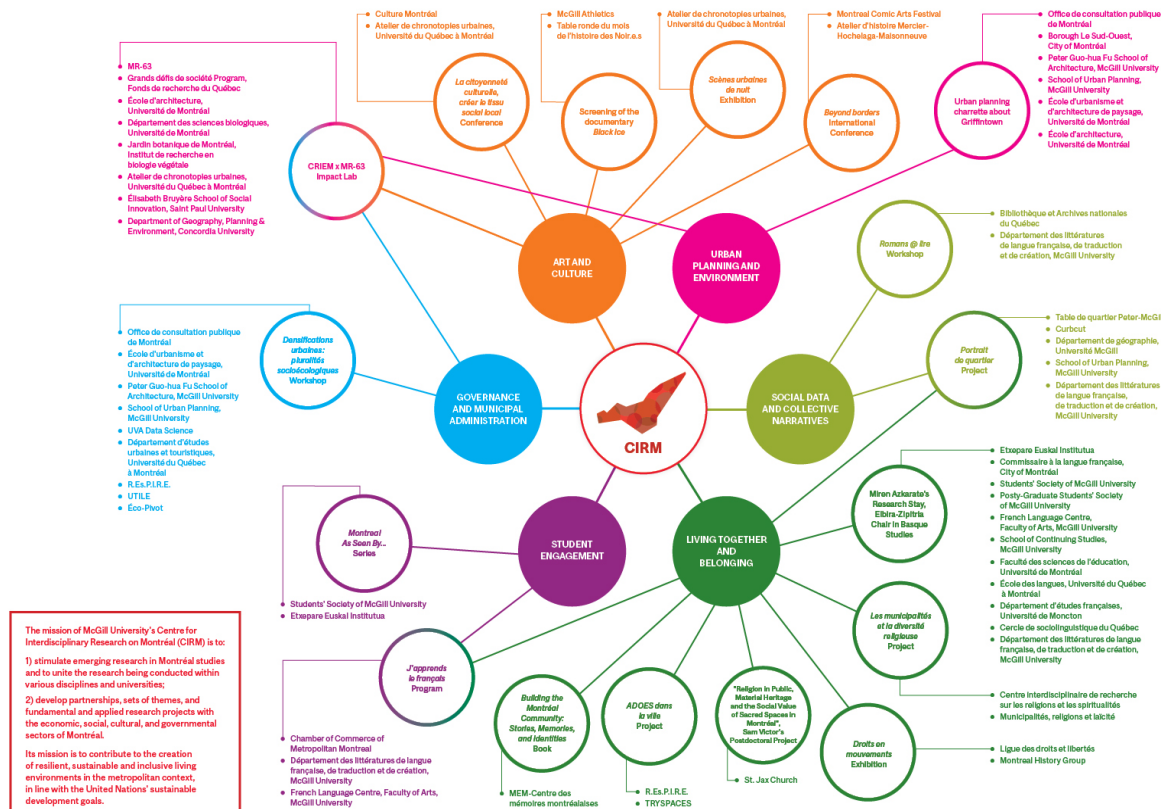 Culture Montréal
Atelier de chronotopies urbaines,
Université du Québec à Montréal
McGill Athletics
Table ronde du mois
de l'histoire des Noir.e.s
Atelier de chronotopies urbaines,
Université du Québec à Montréal
Montreal Comic Arts Festival
Atelier d'histoire Mercier-
Hochelaga-Maisonneuve
Office de consultation publique
de Montréal
Borough Le Sud-Ouest,
City of Montréal
Peter Guo-hua Fu School of
Architecture, McGill University
School of Urban Planning,
McGill University
École d'urbanisme et
d'architecture de paysage,
Université de Montréal
École d'architecture,
Université de Montréal
MR-63
Grands défis de société Program,
Fonds de recherche du Québec
École d'architecture,
Université de Montréal
Département des sciences biologiques,
Université de Montréal
Jardin botanique de Montréal,
Institut de recherche en
biologie végétale
Atelier de chronotopies urbaines,
Université du Québec à Montréal
Élisabeth Bruyère School of Social
Innovation, Saint Paul University
Department of Geography, Planning &
Environment, Concordia University
CRIEM x MR-63
Impact Lab
La citoyenneté
culturelle,
créer le tissu
social local
Conference
Screening of the
documentary
Black Ice
Scènes urbaines
de nuit
Exhibition
Beyond borders
International
Conference
Urban planning
charrette about
Griffintown
ART AND
CULTURE
URBAN
PLANNING AND
ENVIRONMENT
Romans @ lire
Workshop
Bibliothèque et Archives nationales
du Québec
Département des littératures
de langue française, de traduction
et de création, McGill University
Office de consultation publique
de Montréal
École d'urbanisme et
d'architecture de paysage,
Université de Montréal
Peter Guo-hua Fu School of
Architecture, McGill University
School of Urban Planning,
McGill University
UVA Data Science
Département d'études
urbaines et touristiques,
Université du Québec
à Montréal
R.Es.P.I.R.E.
UTILE
Éco-Pivot
Densifications
urbaines :
pluralités
socioécologiques
Workshop
GOVERNANCE
AND MUNICIPAL
ADMINISTRATION
CIRM
SOCIAL DATA
AND COLLECTIVE
NARRATIVES
Portrait
de quartier
Project
Table de quartier Peter-McGil
Curbcut
Département de géographie,
Université McGill
School of Urban Planning,
McGill University
Département des littératures
de langue française,
de traduction et de création,
McGill University
Montreal
As Seen By...
Series
STUDENT
ENGAGEMENT
LIVING TOGETHER
AND
BELONGING
Miren Azkarate's
Research Stay,
Elbira-Zipitria
Chair in Basque
Studies
Etxepare Euskal Institutua
Commissaire à la langue française,
City of Montréal
Students' Society of McGill University
Posty-Graduate Students' Society
of McGill University
French Language Centre,
Faculty of Arts, McGill University
School of Continuing Studies,
McGill University
Faculté des sciences de l'éducation,
Université de Montréal
École des langues, Université du Québec
à Montréal
Département d'études françaises,
Université de Moncton
Cercle de sociolinguistique du Québec
Département des littératures de langue
française, de traduction et de création,
McGill University
Students' Society of McGill University
Etxepare Euskal Institutua
Les municipalités
et la diversité
religieuse
Project
Centre interdisciplinaire de recherche
sur les religions et les spiritualités
Municipalités, religions et laïcité
The mission of McGill University's Centre for
Interdisciplinary Research on Montréal (CIRM) is to:
1) stimulate emerging research in Montréal studies
and to unite the research being conducted within
various disciplines and universities;
2) develop partnerships, sets of themes, and
fundamental and applied research projects with
the economic, social, cultural, and governmental
sectors of Montréal.
Its mission is to contribute to the creation
of resilient, sustainable and inclusive living
environments in the metropolitan context,
in line with the United Nations' sustainable
development goals.
J'apprends
le français
Program
Chamber of Commerce of
Metropolitan Montreal
Département des littératures de langue
française, de traduction et de création,
McGill University
French Language Centre, Faculty of Arts,
McGill University
Building the
Montréal
Community:
Stories, Memories,
and Identities
Book
MEM-Centre des
mémoires montréalaises
ADOES dans
la ville
Project
R.Es.P.I.R.E.
TRYSPACES
"Religion in Public,
Material Heritage
and the Social Value
of Sacred Spaces in
Montréal",
Sam Victor's
Postdoctoral Project
St. Jax Church
Droits en
mouvements
Exhibition
Ligue des droits et libertés
Montreal History Group